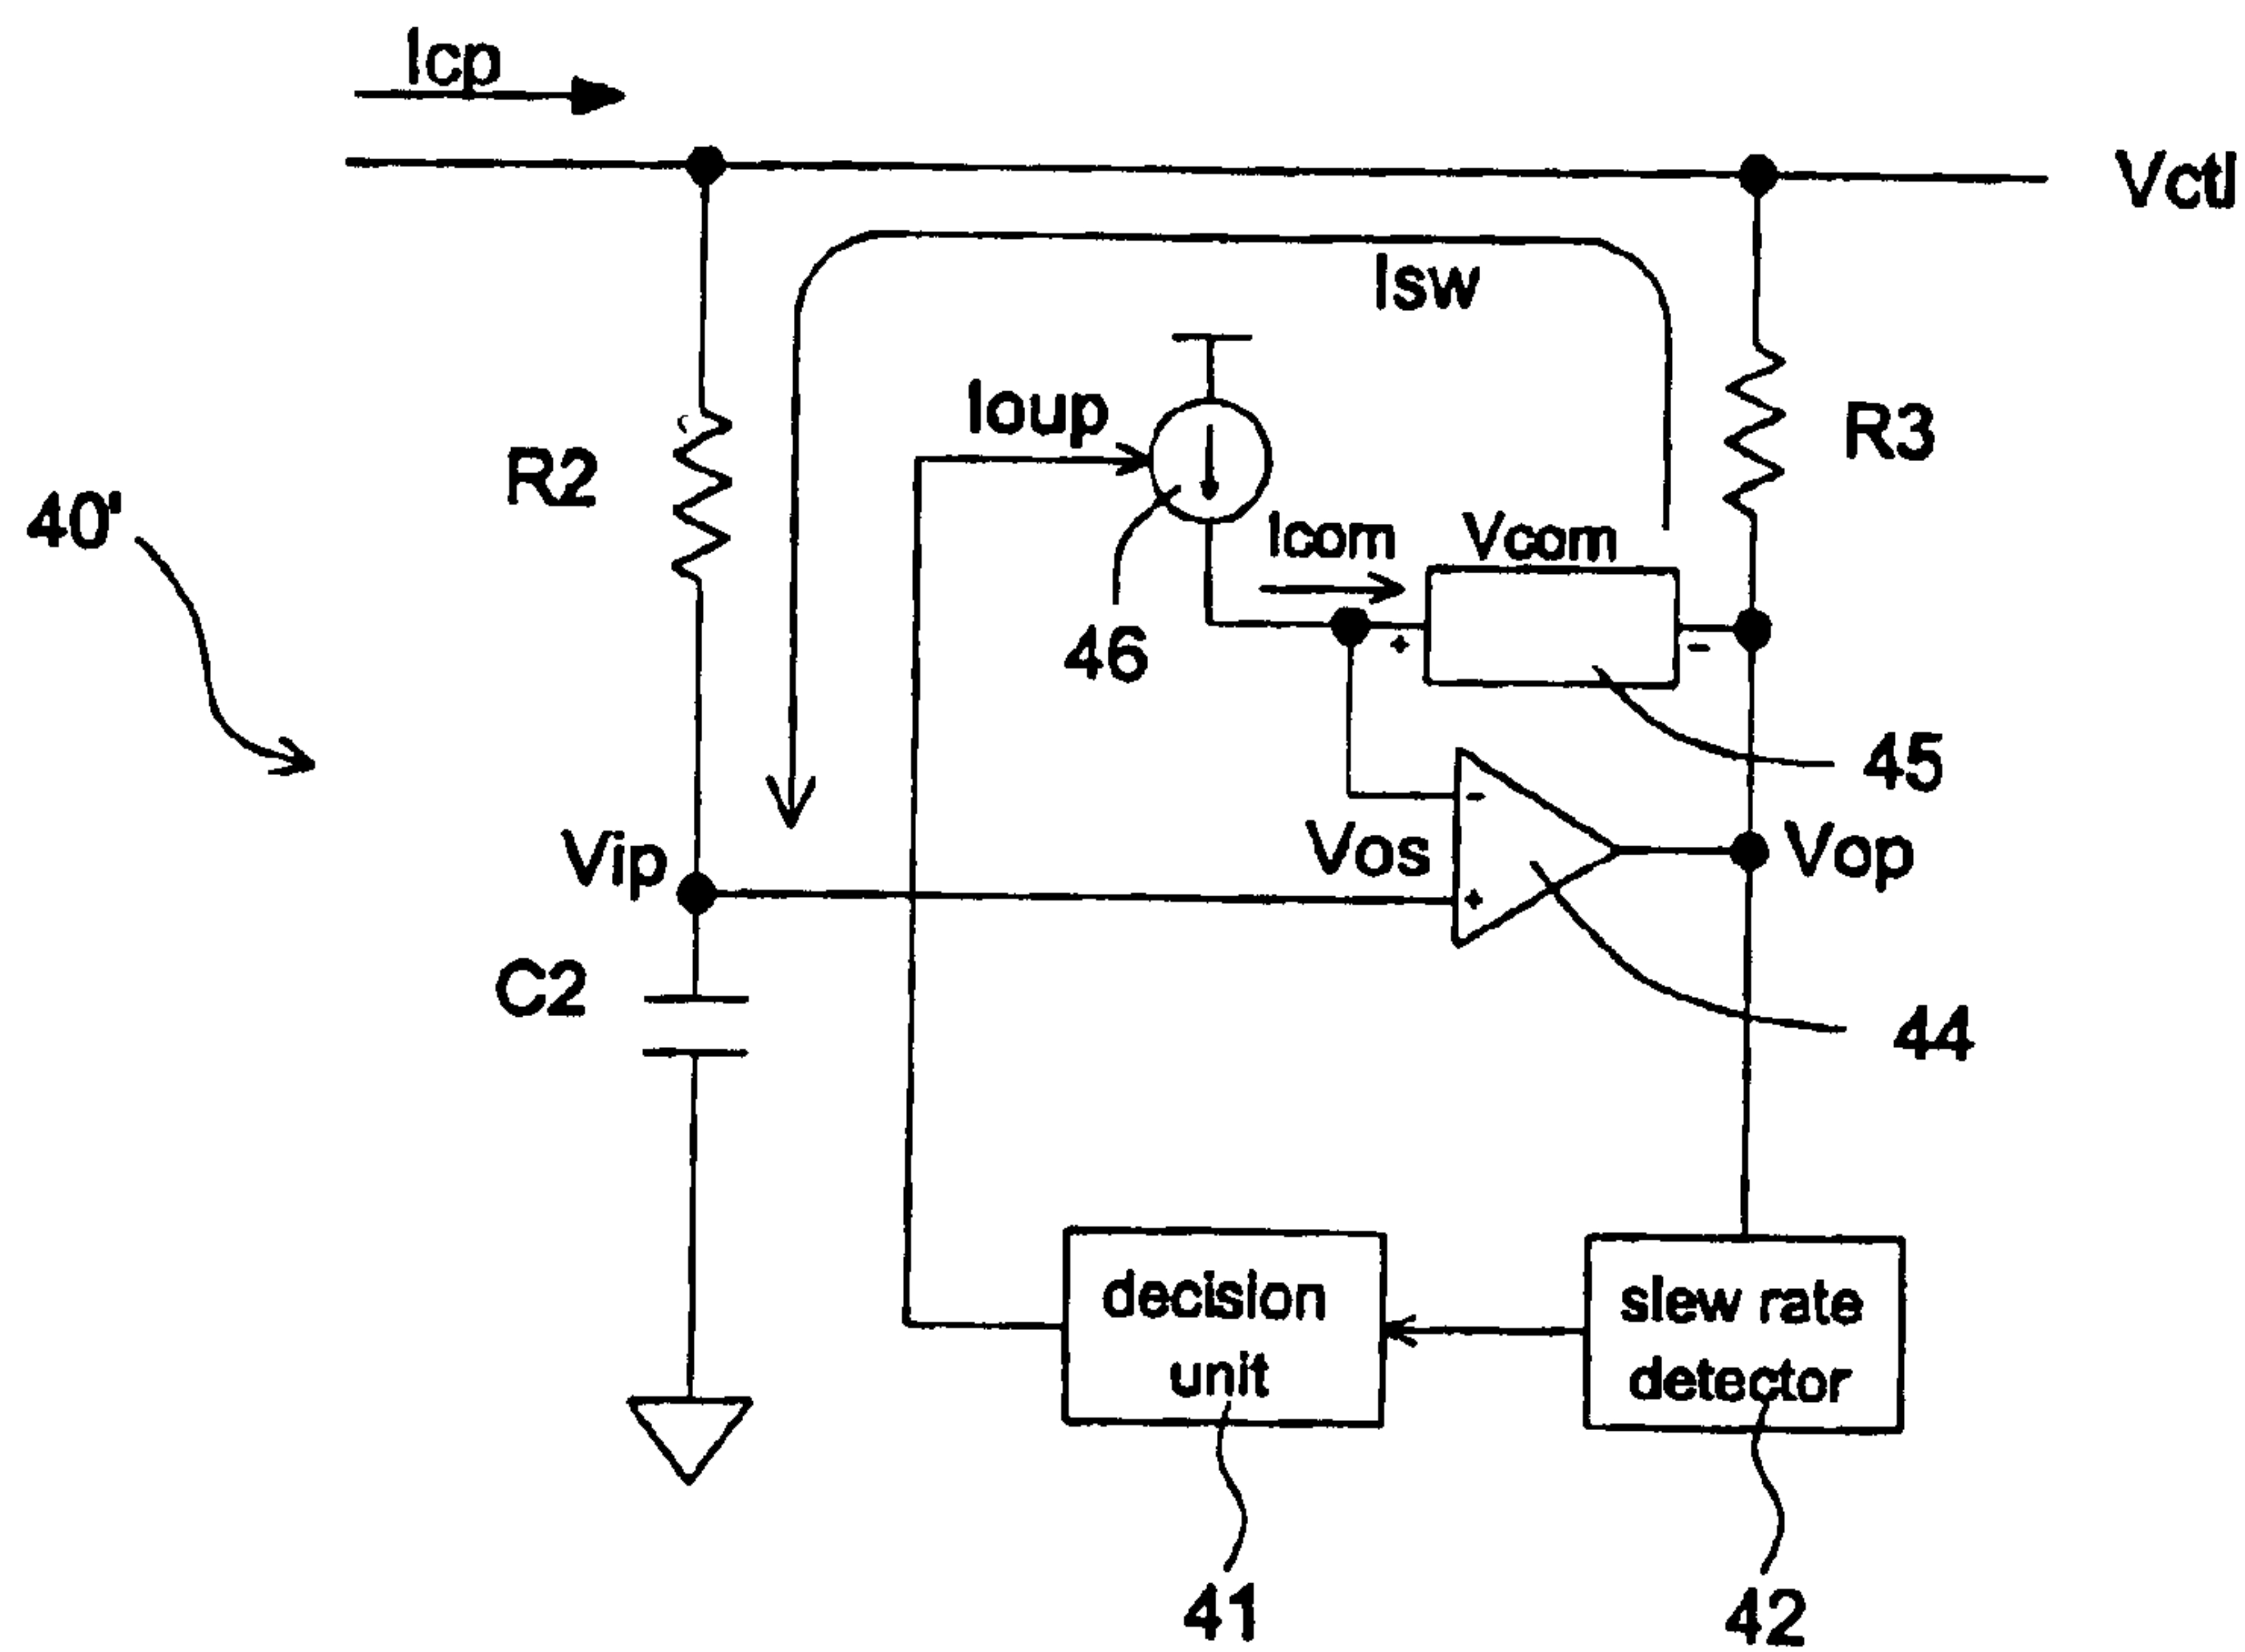 Icp
Vctl
Isw
Ioup
R3
R2
40'
Icom
Vcom
+
-
46
45
-
Vip
Vos
Vop
+
C2
44
decision
unit
slew rate
detector
41
42